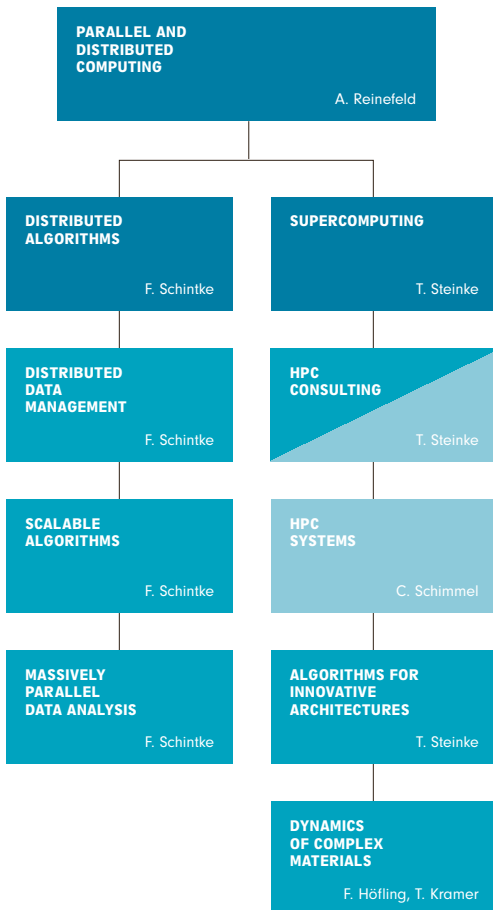 PARALLEL AND
DISTRIBUTED
COMPUTING
A. Reinefeld
DISTRIBUTED
ALGORITHMS
F. Schintke
DISTRIBUTED
DATA
MANAGEMENT
F. Schintke
SCALABLE
ALGORITHMS
F. Schintke
MASSIVELY
PARALLEL
DATA ANALYSIS
F. Schintke
SUPERCOMPUTING
T. Steinke
HPC
CONSULTING
T. Steinke
HPC
SYSTEMS
C. Schimmel
ALGORITHMS FOR
INNOVATIVE
ARCHITECTURES
T. Steinke
DYNAMICS
OF COMPLEX
MATERIALS
F. Höfling, T. Kramer